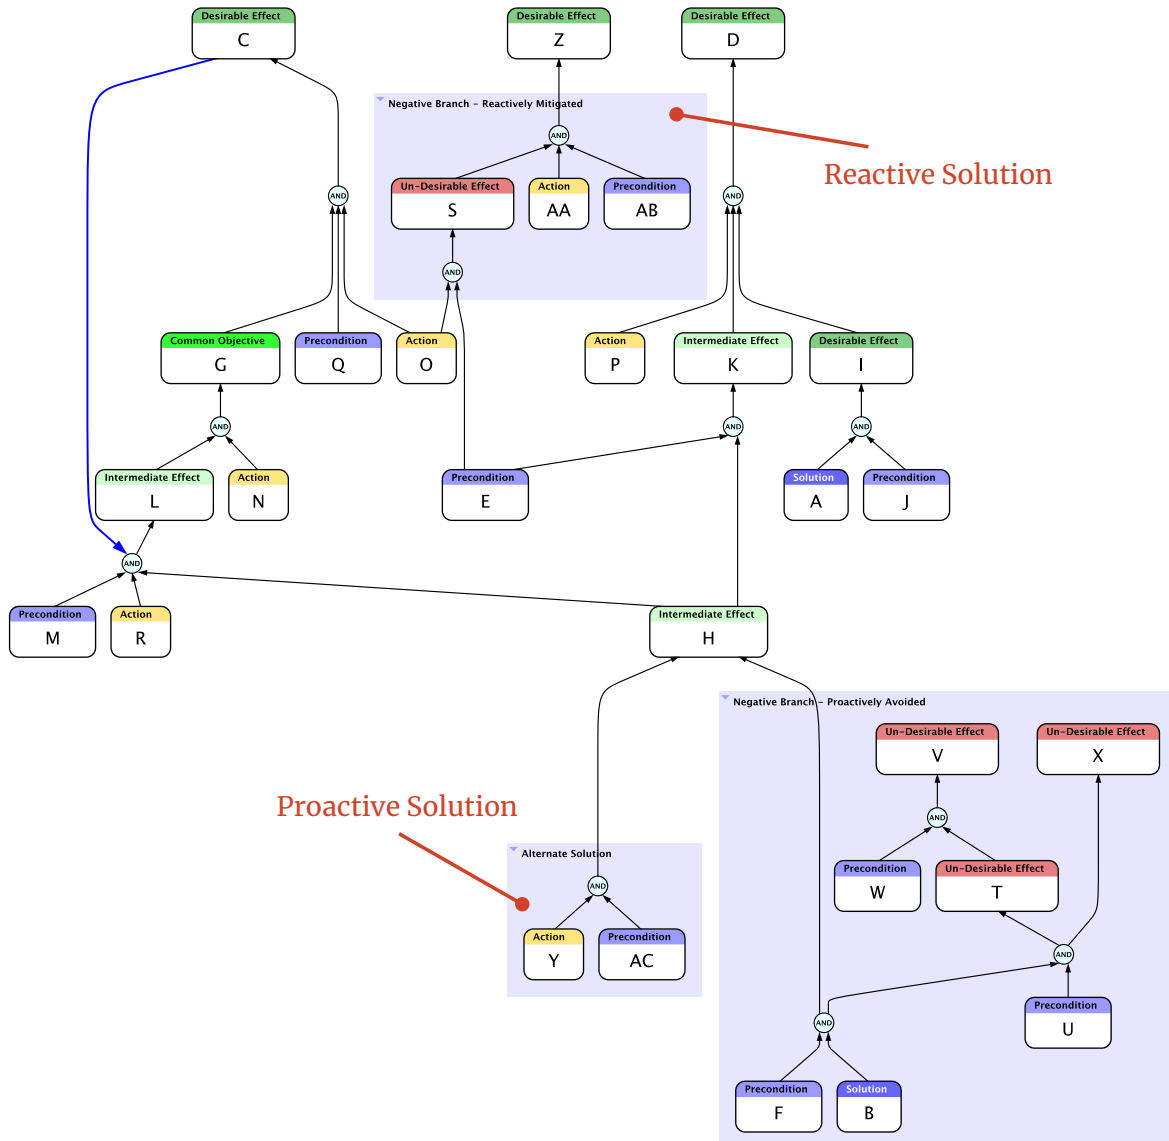 Desirable Effect
C
Desirable Effect
Z
Desirable Effect
D
Negative Branch - Reactively Mitigated
AND
Reactive Solution
Un-Desirable Effect
S
Action
AA
Precondition
AB
AND
AND
AND
Common Objective
G
Precondition
Q
Action
O
Action
P
Intermediate Effect
K
Desirable Effect
I
AND
AND
AND
Intermediate Effect
L
Action
N
Precondition
E
Solution
A
Precondition
J
AND
Precondition
M
Action
R
Intermediate Effect
H
Negative Branch - Proactively Avoided
Un-Desirable Effect
V
Un-Desirable Effect
X
Proactive Solution
AND
Alternate Solution
AND
Precondition
W
Un-Desirable Effect
T
Action
Y
Precondition
AC
AND
Precondition
U
AND
Precondition
F
Solution
B